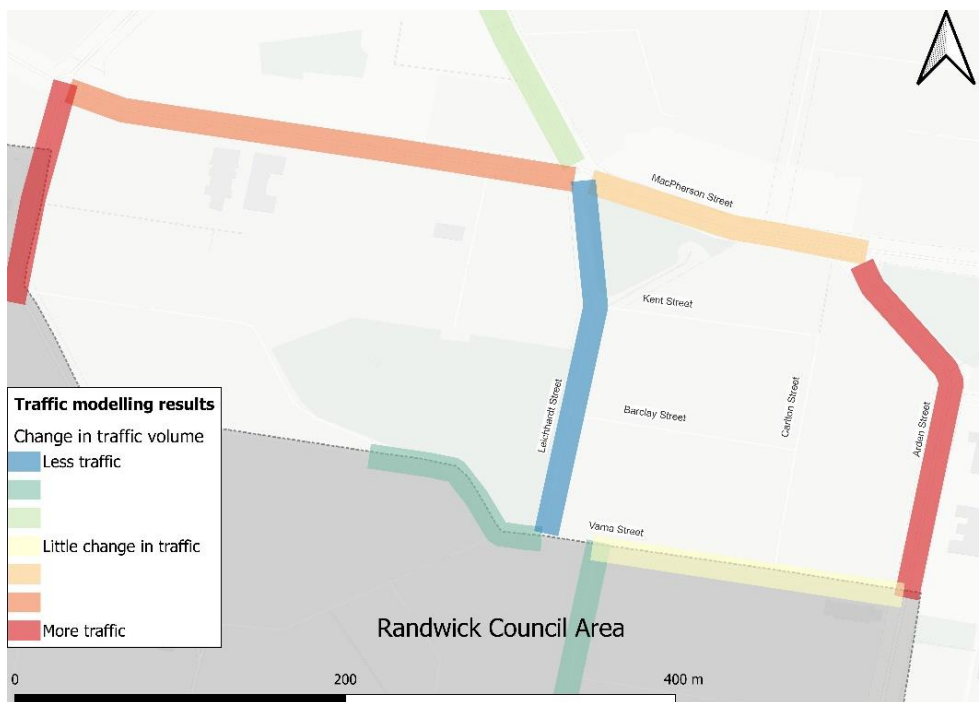 MacPherson Street
Kent Street
Leichhardt Street
Barclay Street
Carlton Street
Arden Street
Varna Street
Traffic modelling results
Change in traffic volume
Less traffic
Little change in traffic
More traffic
Randwick Council Area
0
200
400 m